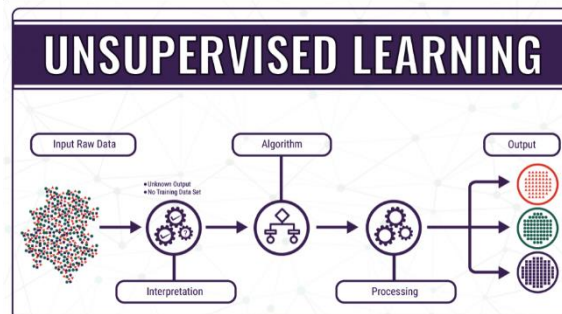 UNSUPERVISED LEARNING
Input Raw Data
Algorithm
Output
• Unknown Output
• No Training Data Set
Interpretation
Processing